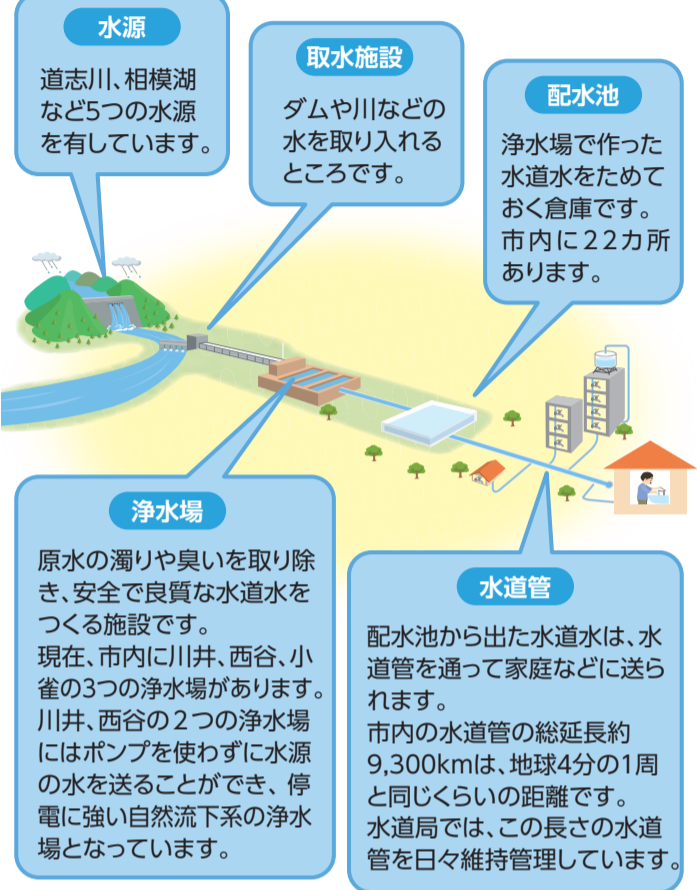 水源
道志川、相模湖
など5つの水源
を有しています。
取水施設
ダムや川などの
水を取り入れる
ところです。
配水池
浄水場で作った
水道水をためて
おく倉庫です。
市内に22カ所
あります。
浄水場
原水の濁りや臭いを取り除
き、安全で良質な水道水を
つくる施設です。
現在、市内に川井、西谷、小
雀の3つの浄水場があります。
川井、西谷の2つの浄水場
にはポンプを使わずに水源
の水を送ることができ、停
電に強い自然流下系の浄水
場となっています。
水道管
配水池から出た水道水は、水
道管を通って家庭などに送ら
れます。
市内の水道管の総延長約
9,300kmは、地球4分の1周
と同じくらいの距離です。
水道局では、この長さの水道
管を日々維持管理しています。